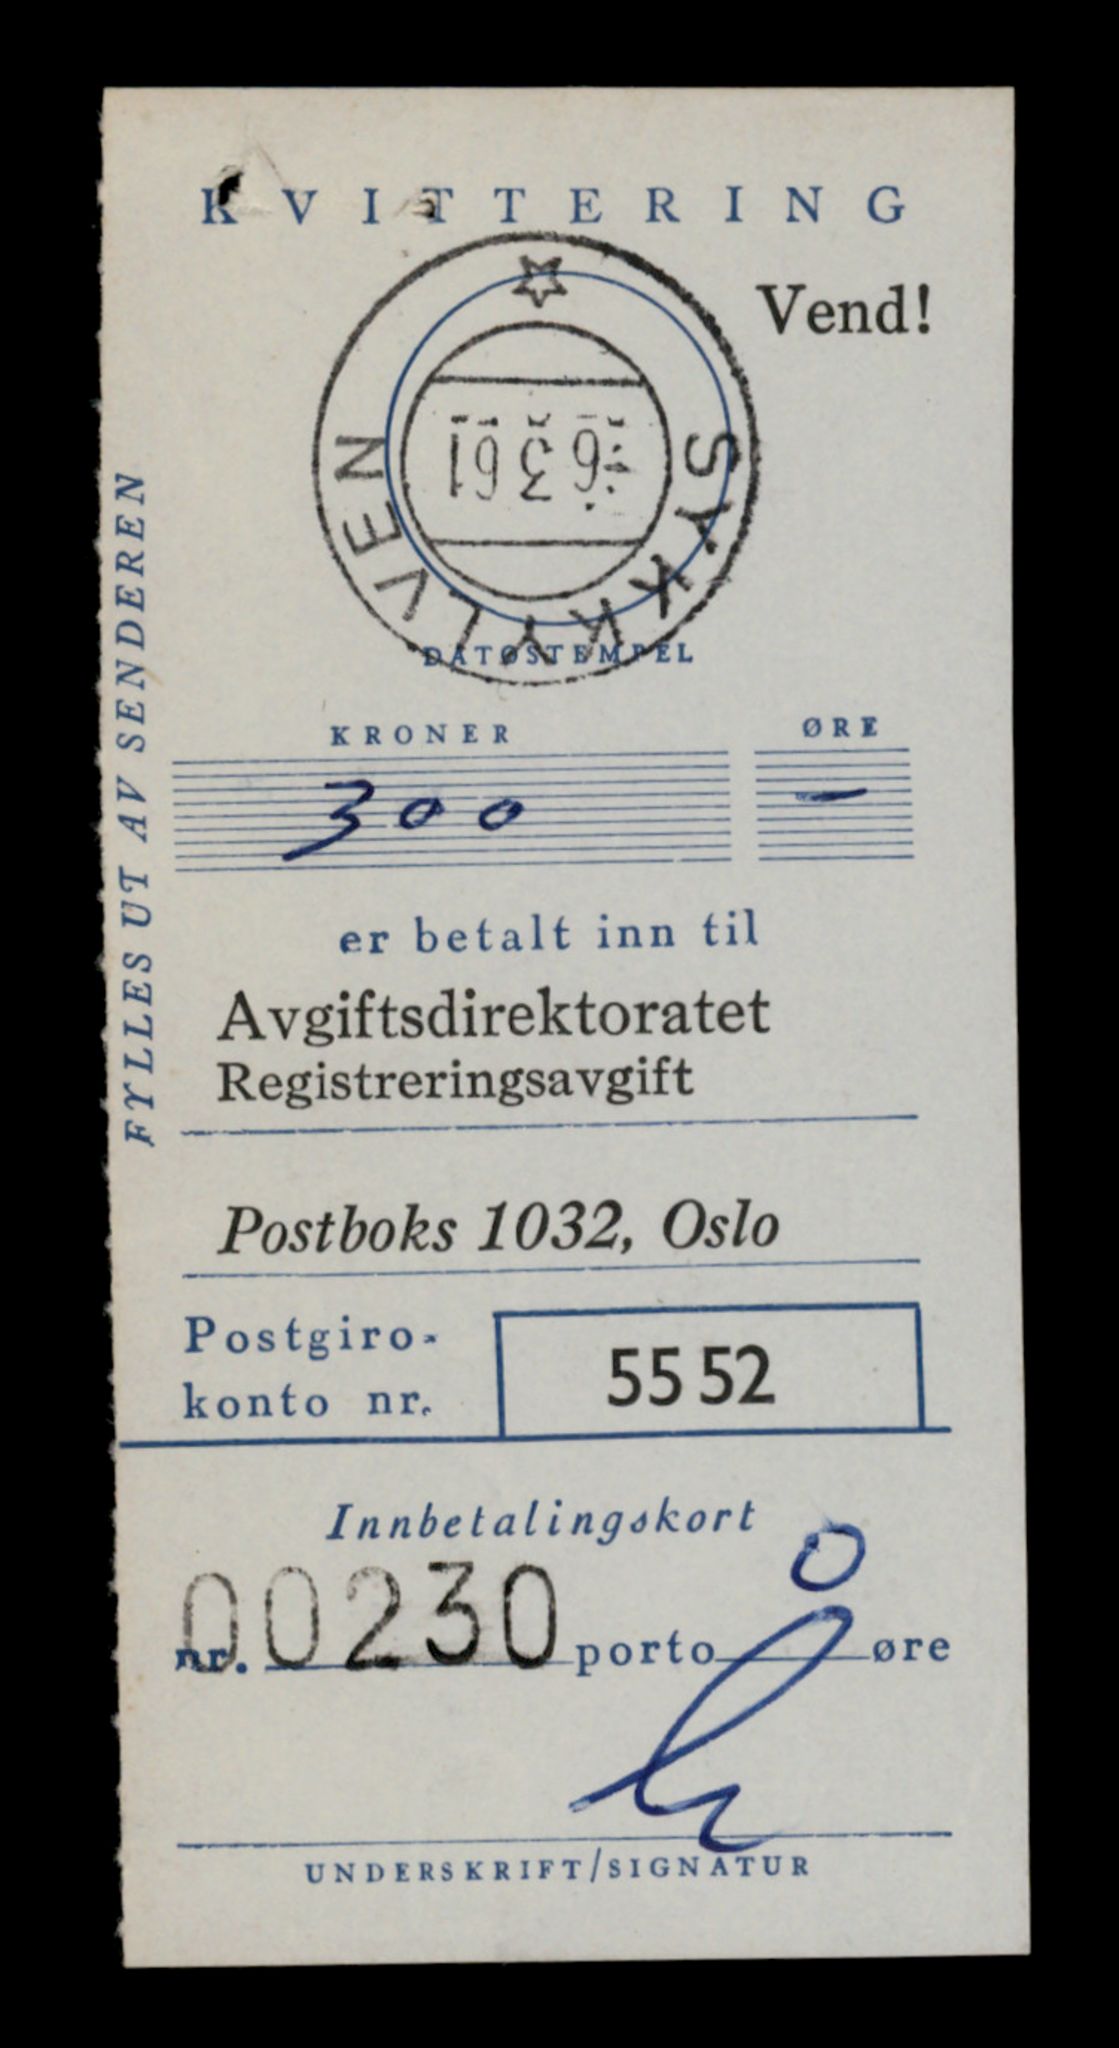 KVITTERING
Vend!
SYKKYLVEN
-6 3 61
DATOSTEMPEL
FYLLES UT AV SENDEREN
KRONER ØRE
300 —
er betalt inn til
Avgiftsdirektoratet
Registreringsavgift
Postboks 1032, Oslo
Postgiro-
konto nr. 5552
Innbetalingskort
nr. 00230 porto 0 øre
UNDERSKRIFT/SIGNATUR